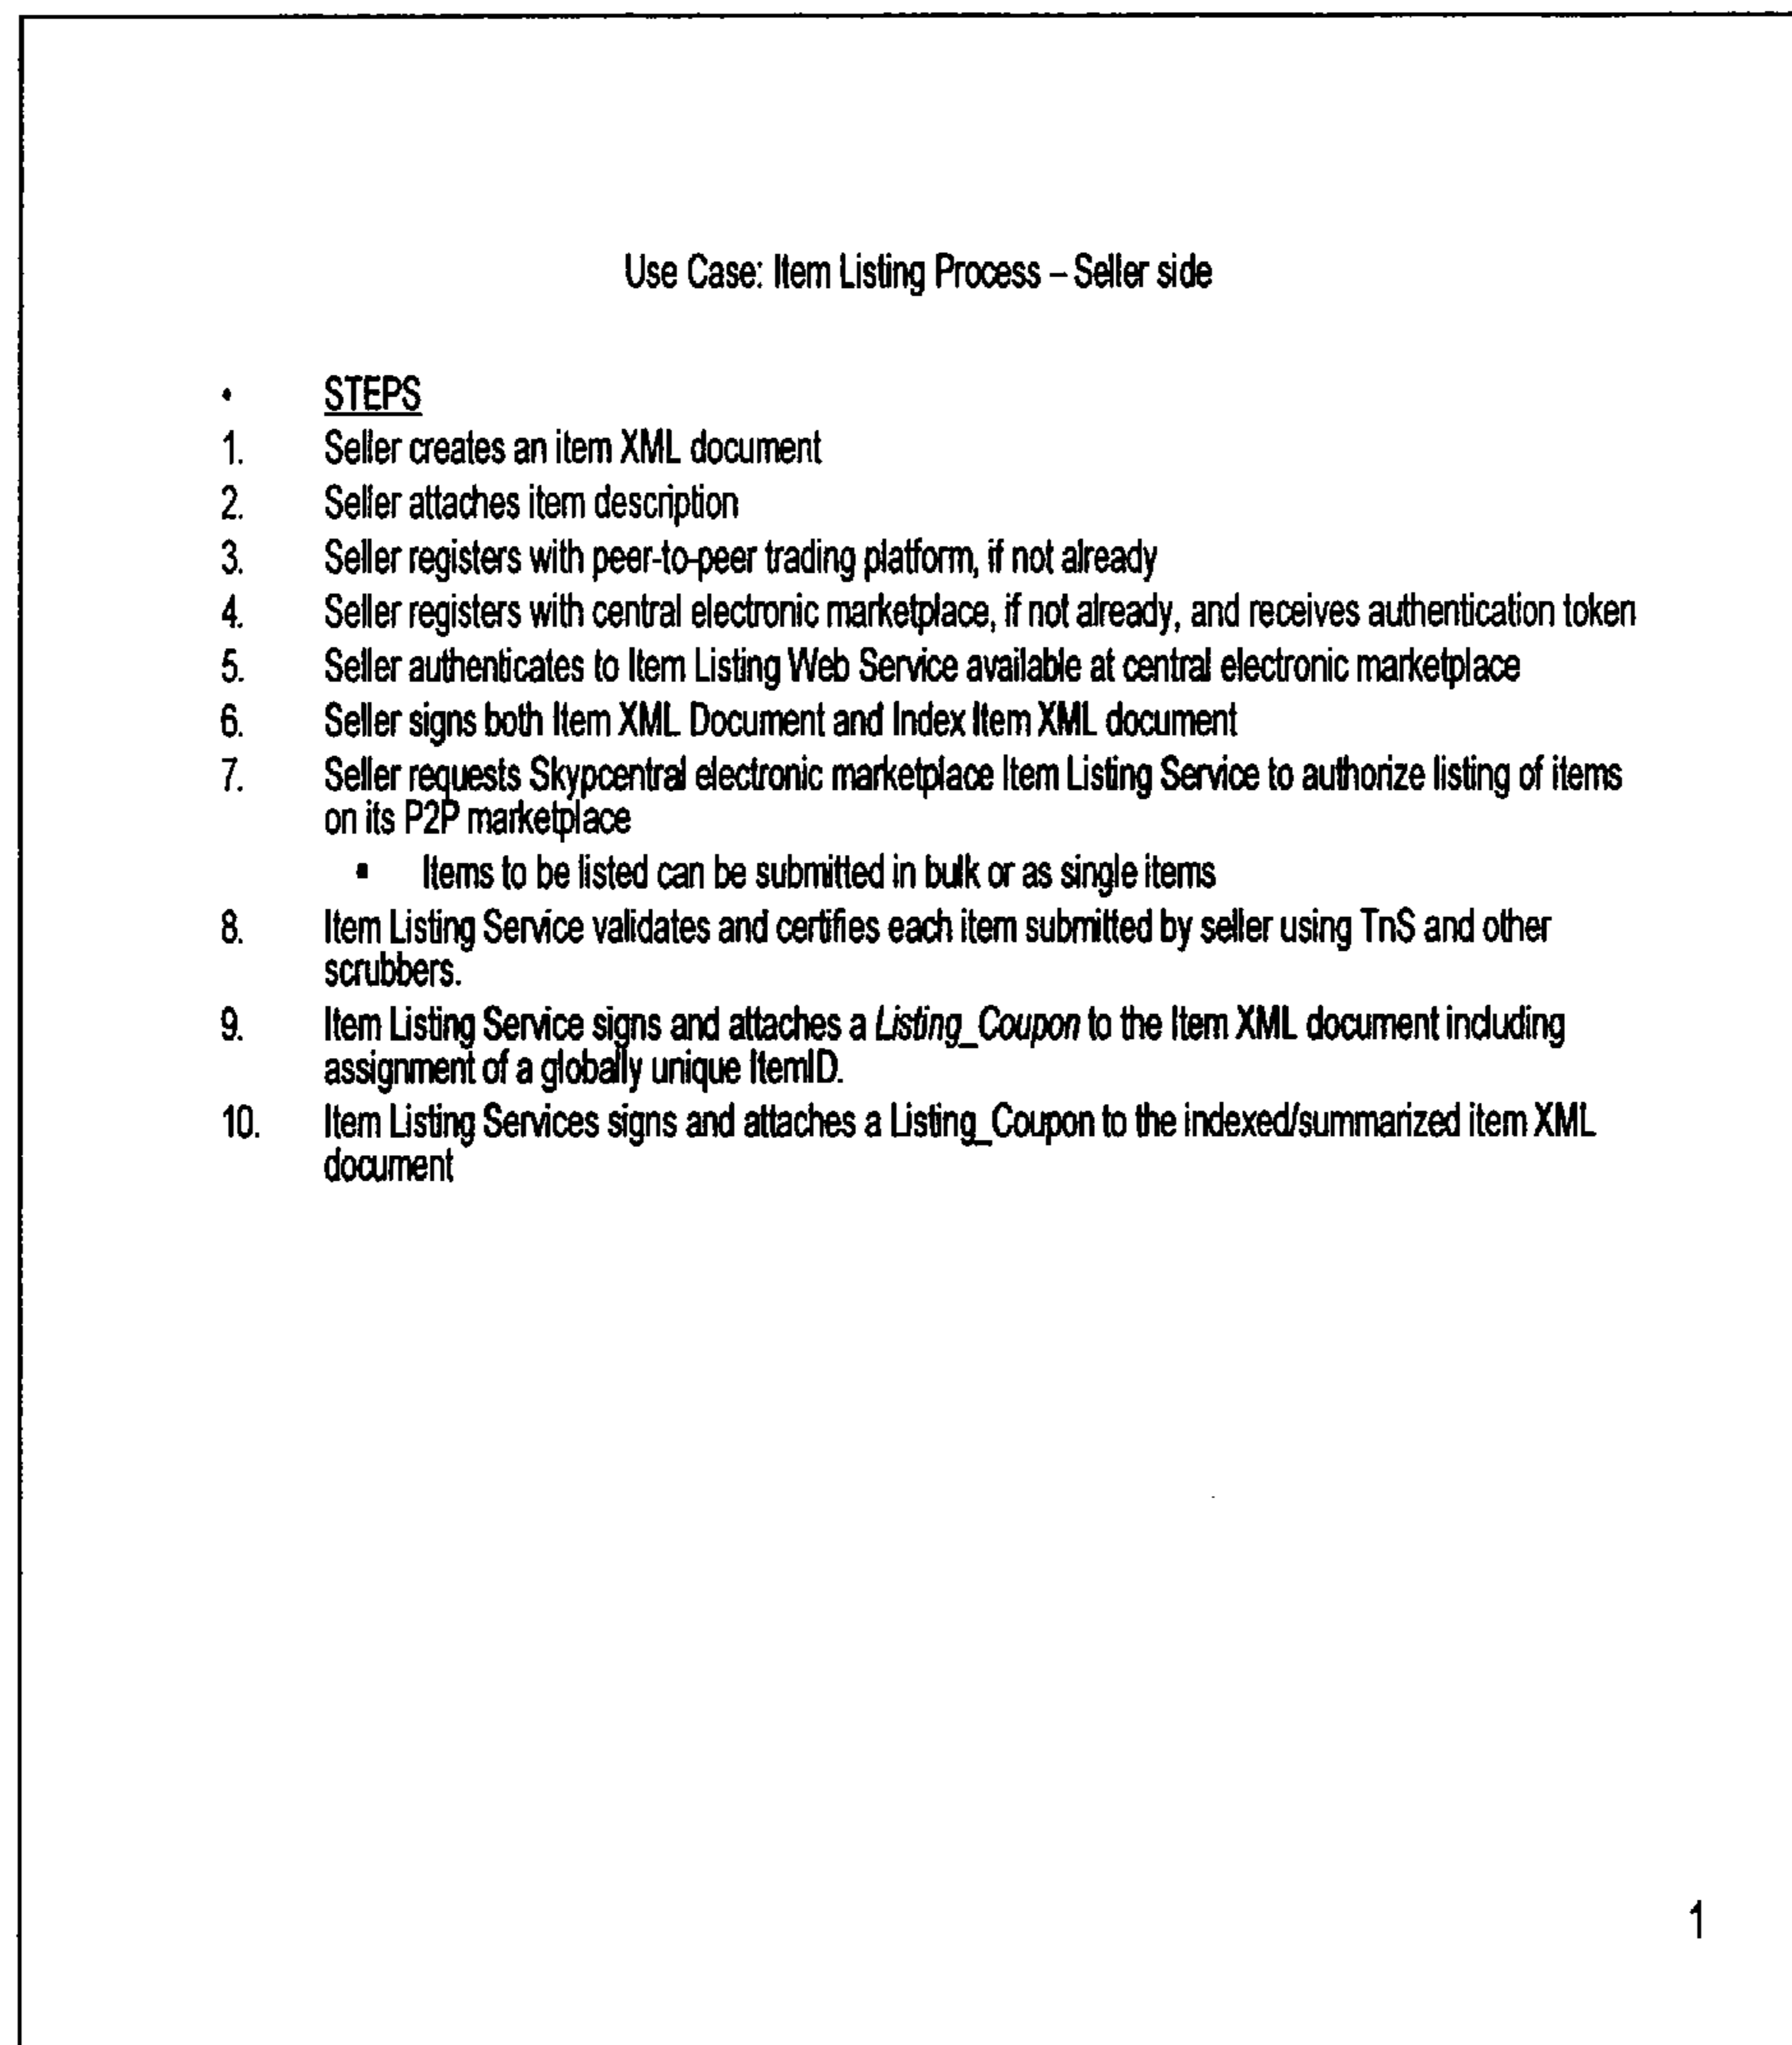 Use Case: Item Listing Process – Seller side
• STEPS
1. Seller creates an item XML document
2. Seller attaches item description
3. Seller registers with peer-to-peer trading platform, if not already
4. Seller registers with central electronic marketplace, if not already, and receives authentication token
5. Seller authenticates to Item Listing Web Service available at central electronic marketplace
6. Seller signs both Item XML Document and Index Item XML document
7. Seller requests Skypcentral electronic marketplace Item Listing Service to authorize listing of items
on its P2P marketplace
▪ Items to be listed can be submitted in bulk or as single items
8. Item Listing Service validates and certifies each item submitted by seller using TnS and other
scrubbers.
9. Item Listing Service signs and attaches a Listing_Coupon to the Item XML document including
assignment of a globally unique ItemID.
10. Item Listing Services signs and attaches a Listing_Coupon to the indexed/summarized item XML
document
1